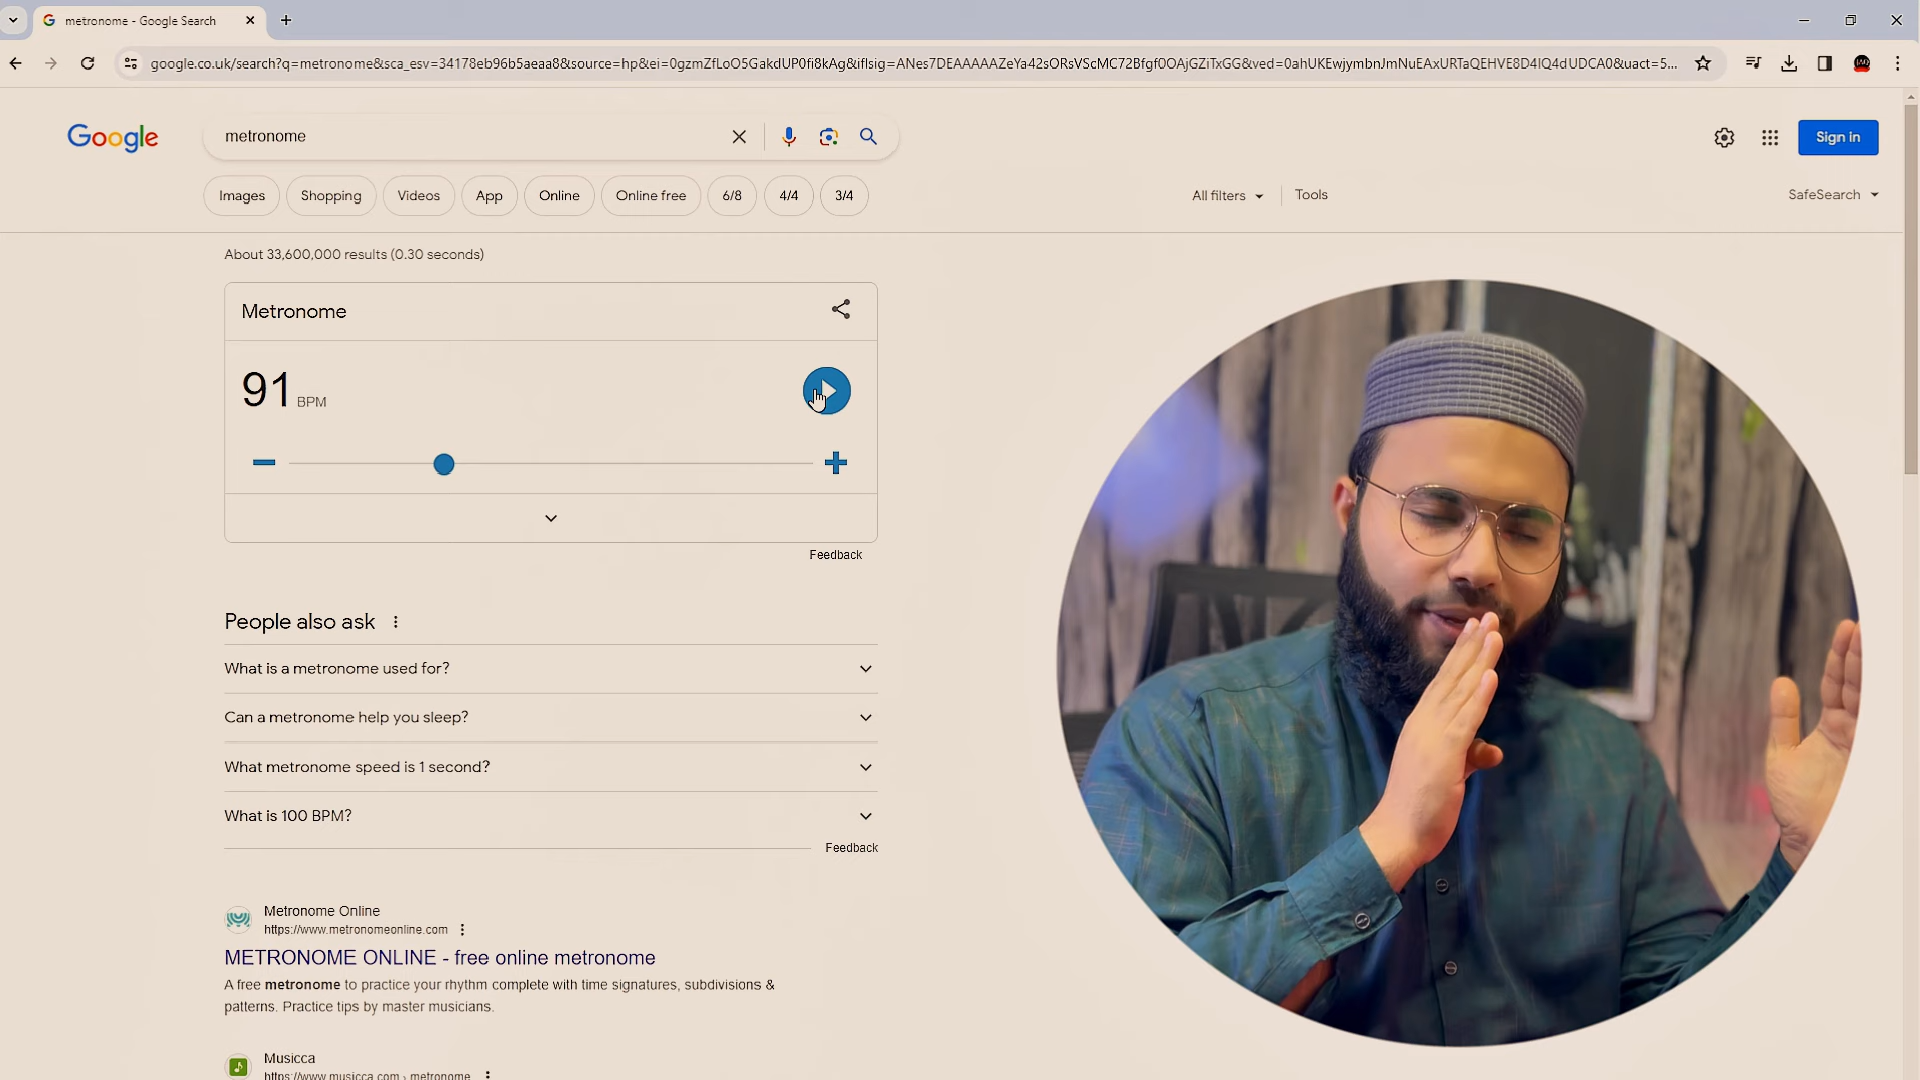 metronome - Google Search
google.co.uk/search?q=metronome&sca_esv=34178eb96b5aeaa8&source=hp&ei=0gzmZfLoO5GakdUP0fi8kAg&iflsig=ANes7DEAAAAAZeYa42sORsVScMC72Bfgf0OAjGZiTxGG&ved=0ahUKEwjymbnJmNuEAxURTaQEHVE8D4IQ4dUDCA0&uact=5...
Google
metronome
Sign in
Images
Shopping
Videos
App
Online
Online free
6/8
4/4
3/4
All filters
Tools
SafeSearch
About 33,600,000 results (0.30 seconds)
Metronome
91 BPM
Feedback
People also ask
What is a metronome used for?
Can a metronome help you sleep?
What metronome speed is 1 second?
What is 100 BPM?
Feedback
Metronome Online
https://www.metronomeonline.com
METRONOME ONLINE - free online metronome
A free metronome to practice your rhythm complete with time signatures, subdivisions &
patterns. Practice tips by master musicians.
Musicca
https://www.musicca.com › metronome